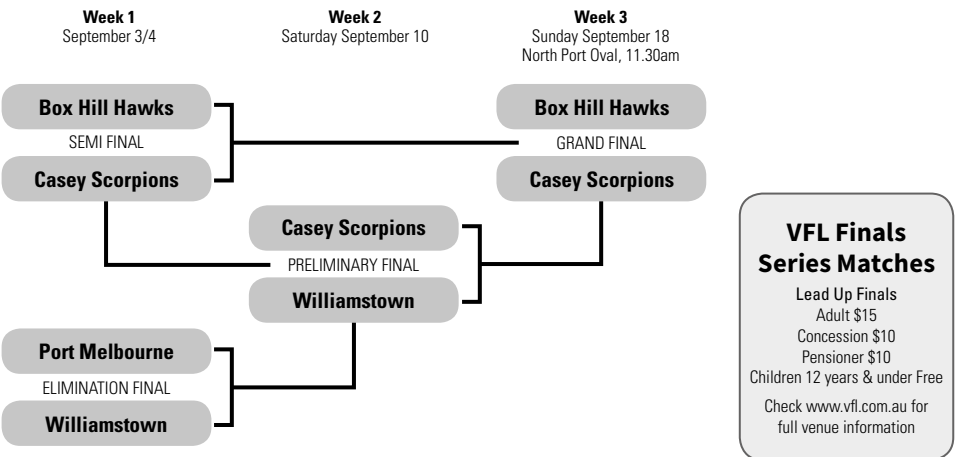 Week 1
September 3/4
Week 2
Saturday September 10
Week 3
Sunday September 18
North Port Oval, 11.30am
Box Hill Hawks
SEMI FINAL
Casey Scorpions
Box Hill Hawks
GRAND FINAL
Casey Scorpions
Casey Scorpions
PRELIMINARY FINAL
Williamstown
Port Melbourne
ELIMINATION FINAL
Williamstown
VFL Finals
Series Matches
Lead Up Finals
Adult $15
Concession $10
Pensioner $10
Children 12 years & under Free
Check www.vfl.com.au for
full venue information